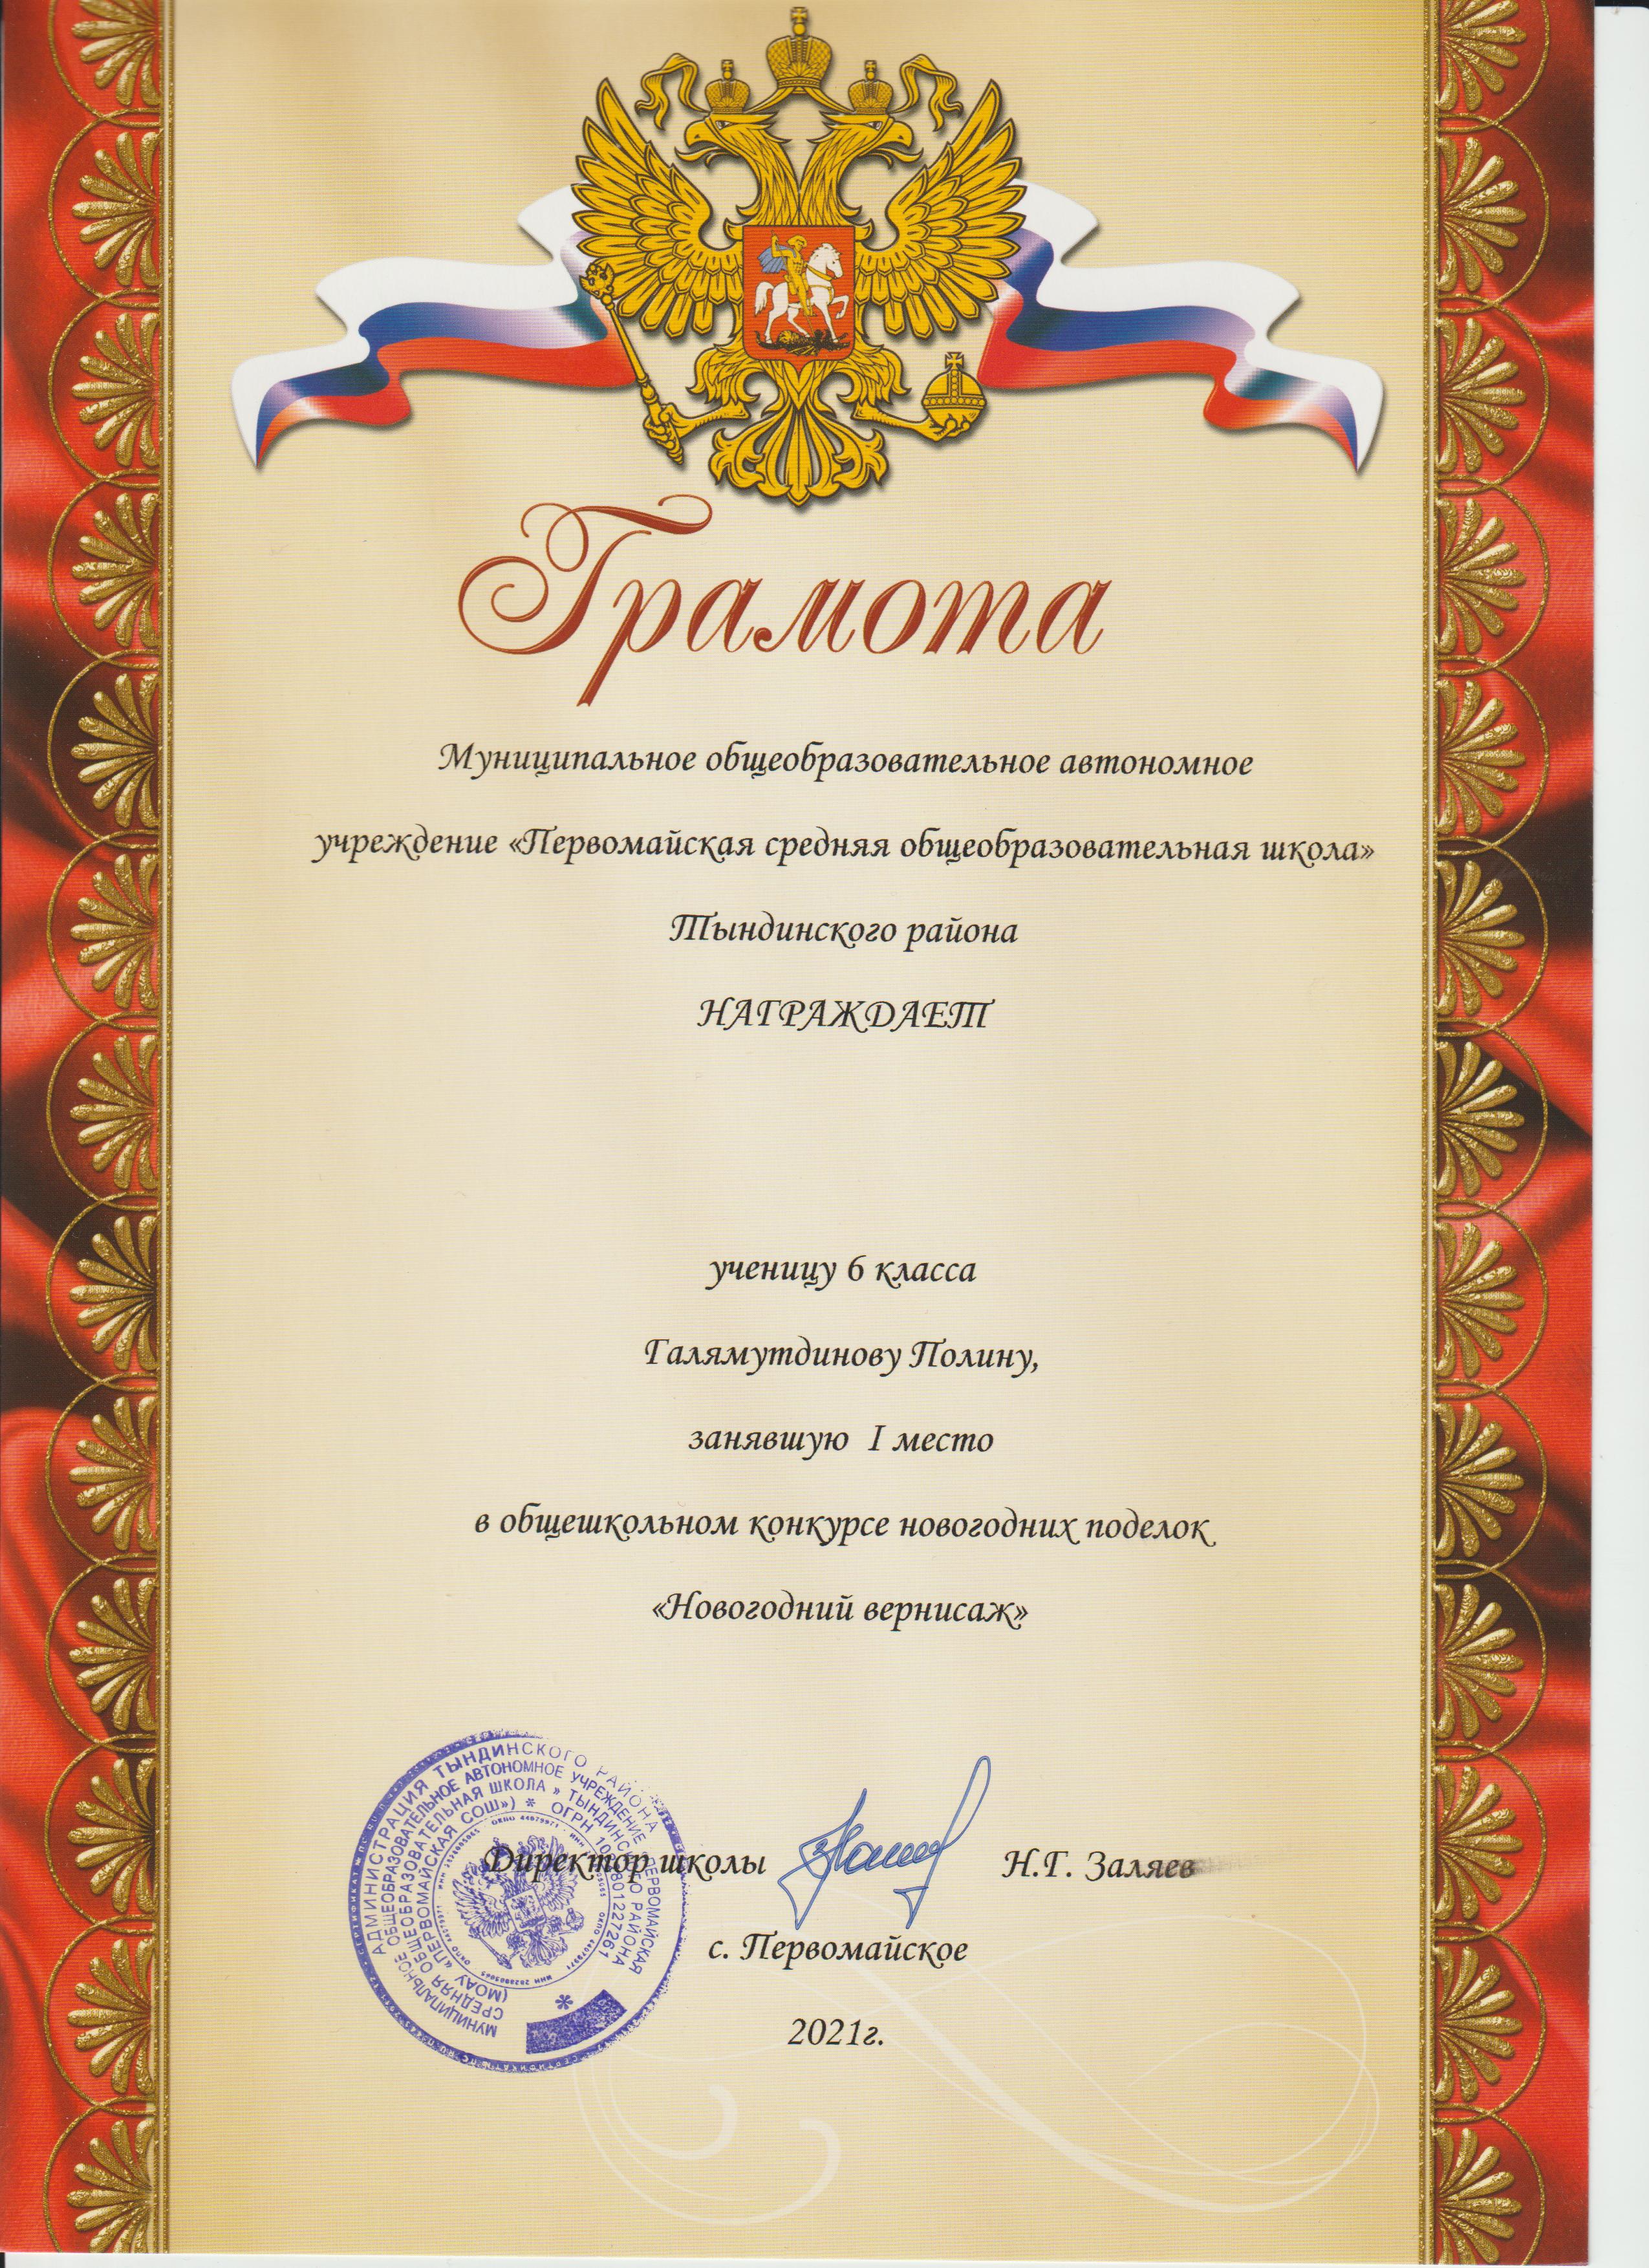 Грамота
Муниципальное общеобразовательное автономное
учреждение «Первомайская средняя общеобразовательная школа»
Тындинского района
НАГРАЖДАЕТ
ученицу 6 класса
Галямутдинову Полину,
занявшую I место
в общешкольном конкурсе новогодних поделок
«Новогодний вернисаж»
АДМИНИСТРАЦИЯ ТЫНДИНСКОГО РАЙОНА
МУНИЦИПАЛЬНОЕ ОБЩЕОБРАЗОВАТЕЛЬНОЕ АВТОНОМНОЕ УЧРЕЖДЕНИЕ «ПЕРВОМАЙСКАЯ
СРЕДНЯЯ ОБЩЕОБРАЗОВАТЕЛЬНАЯ ШКОЛА» ТЫНДИНСКОГО РАЙОНА
(МОАУ «ПЕРВОМАЙСКАЯ СОШ») * ОГРН
Директор школы Н.Г. Заляев
с. Первомайское
2021г.